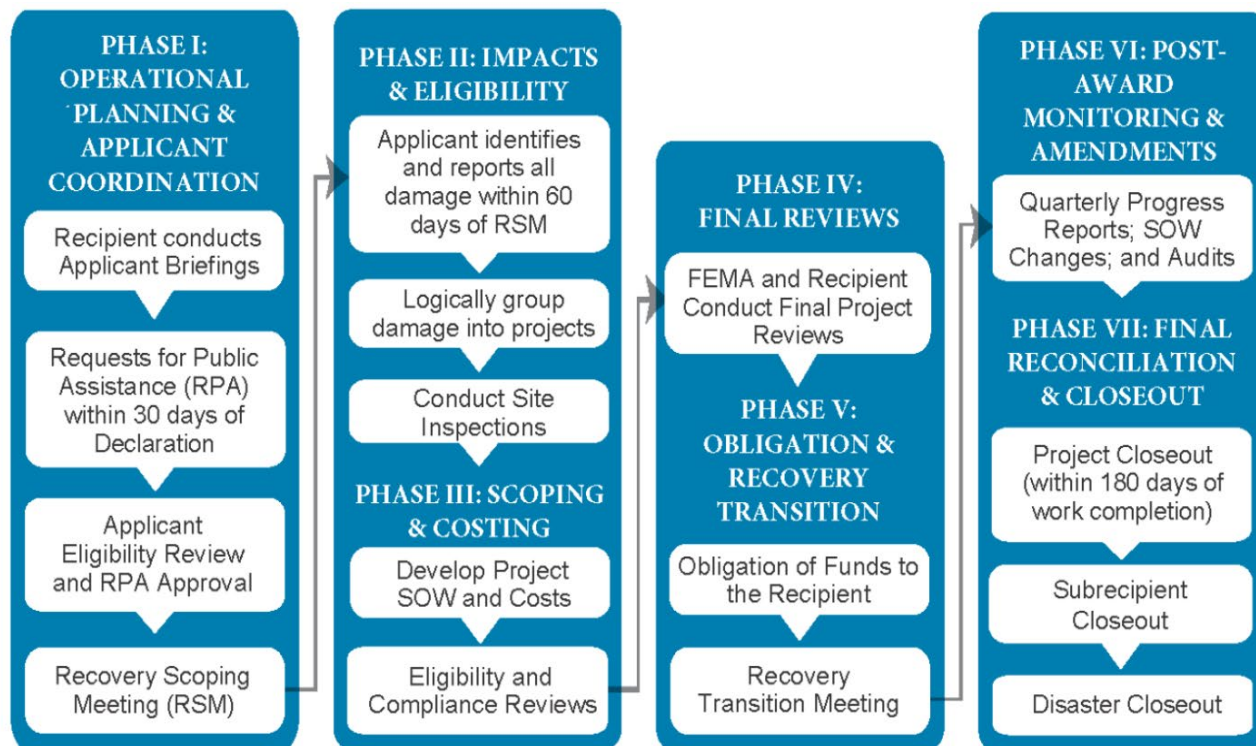 PHASE I:
OPERATIONAL
PLANNING &
APPLICANT
COORDINATION
Recipient conducts
Applicant Briefings
Requests for Public
Assistance (RPA)
within 30 days of
Declaration
Applicant
Eligibility Review
and RPA Approval
Recovery Scoping
Meeting (RSM)
PHASE II: IMPACTS
& ELIGIBILITY
Applicant identifies
and reports all
damage within 60
days of RSM
Logically group
damage into projects
Conduct Site
Inspections
PHASE III: SCOPING
& COSTING
Develop Project
SOW and Costs
Eligibility and
Compliance Reviews
PHASE IV:
FINAL REVIEWS
FEMA and Recipient
Conduct Final Project
Reviews
PHASE V:
OBLIGATION &
RECOVERY
TRANSITION
Obligation of Funds to
the Recipient
Recovery
Transition Meeting
PHASE VI: POST-
AWARD
MONITORING &
AMENDMENTS
Quarterly Progress
Reports; SOW
Changes; and Audits
PHASE VII: FINAL
RECONCILIATION
& CLOSEOUT
Project Closeout
(within 180 days of
work completion)
Subrecipient
Closeout
Disaster Closeout